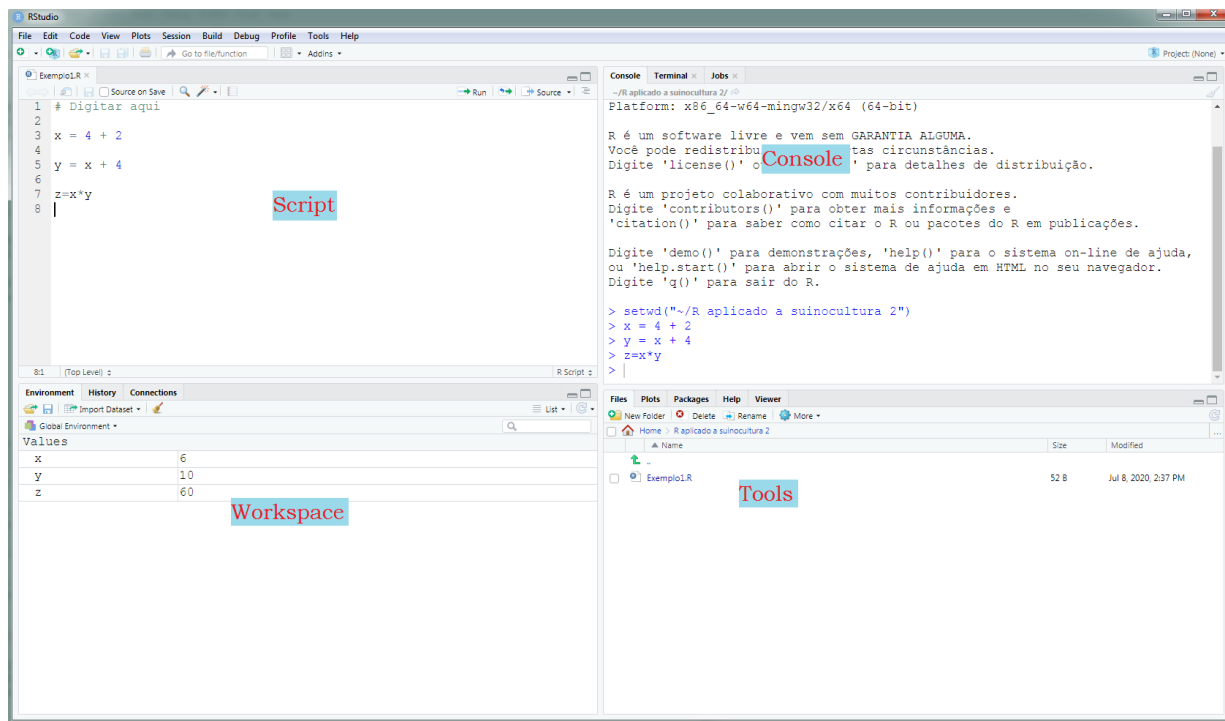 RStudio
File Edit Code View Plots Session Build Debug Profile Tools Help
Go to file/function Addins Project: (None)
Exemplo1.R
Source on Save Run Source
1 # Digitar aqui
2
3 x = 4 + 2
4
5 y = x + 4
6
7 z=x*y
8
Script
8:1 (Top Level) R Script
Console Terminal Jobs
~/R aplicado a suinocultura 2/
Platform: x86_64-w64-mingw32/x64 (64-bit)
R é um software livre e vem sem GARANTIA ALGUMA.
Você pode redistribu tas circunstâncias.
Digite 'license()' o ' para detalhes de distribuição.
Console
R é um projeto colaborativo com muitos contribuidores.
Digite 'contributors()' para obter mais informações e
'citation()' para saber como citar o R ou pacotes do R em publicações.
Digite 'demo()' para demonstrações, 'help()' para o sistema on-line de ajuda,
ou 'help.start()' para abrir o sistema de ajuda em HTML no seu navegador.
Digite 'q()' para sair do R.
> setwd("~/R aplicado a suinocultura 2")
> x = 4 + 2
> y = x + 4
> z=x*y
>
Environment History Connections
Import Dataset List
Global Environment
Values
x 6
y 10
z 60
Workspace
Files Plots Packages Help Viewer
New Folder Delete Rename More
Home > R aplicado a suinocultura 2 ...
Name Size Modified
..
Exemplo1.R 52 B Jul 8, 2020, 2:37 PM
Tools